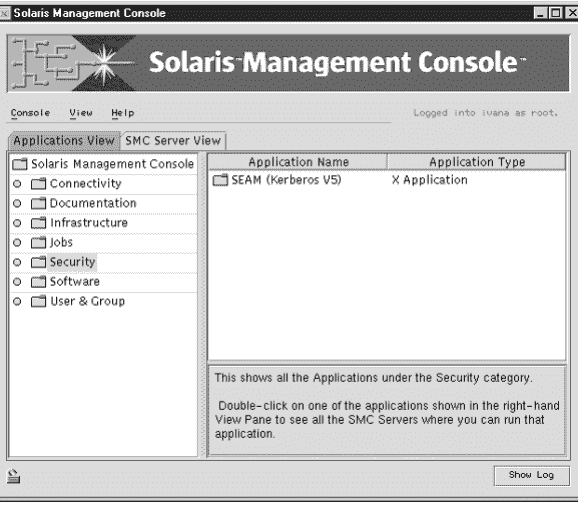 Solaris Management Console
Solaris Management Console
Console View Help
Logged into ivana as root.
Applications View SMC Server View
Solaris Management Console
Connectivity
Documentation
Infrastructure
Jobs
Security
Software
User & Group
Application Name Application Type
SEAM (Kerberos V5) X Application
This shows all the Applications under the Security category.
Double-click on one of the applications shown in the right-hand
View Pane to see all the SMC Servers where you can run that
application.
Show Log